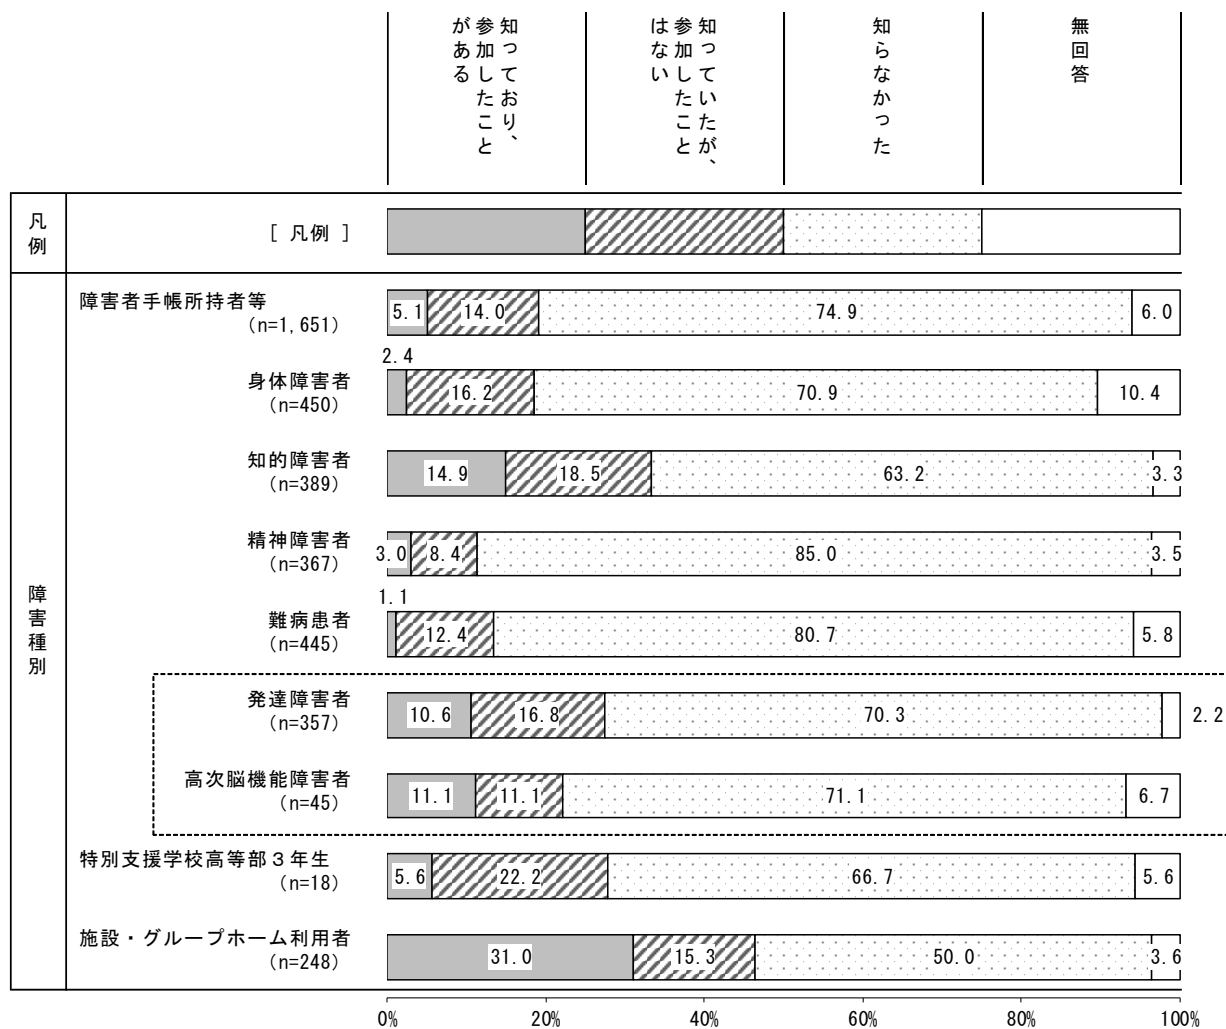 知っており、
参加したこと
がある
知っていたが、
参加したこと
はない
知らなかった
無回答
凡例
[ 凡例 ]
障害種別
障害者手帳所持者等
(n=1,651)
5.1 14.0 74.9 6.0
2.4
身体障害者
(n=450)
16.2 70.9 10.4
知的障害者
(n=389)
14.9 18.5 63.2 3.3
精神障害者
(n=367)
3.0 8.4 85.0 3.5
1.1
難病患者
(n=445)
12.4 80.7 5.8
発達障害者
(n=357)
10.6 16.8 70.3 2.2
高次脳機能障害者
(n=45)
11.1 11.1 71.1 6.7
特別支援学校高等部3年生
(n=18)
5.6 22.2 66.7 5.6
施設・グループホーム利用者
(n=248)
31.0 15.3 50.0 3.6
0% 20% 40% 60% 80% 100%